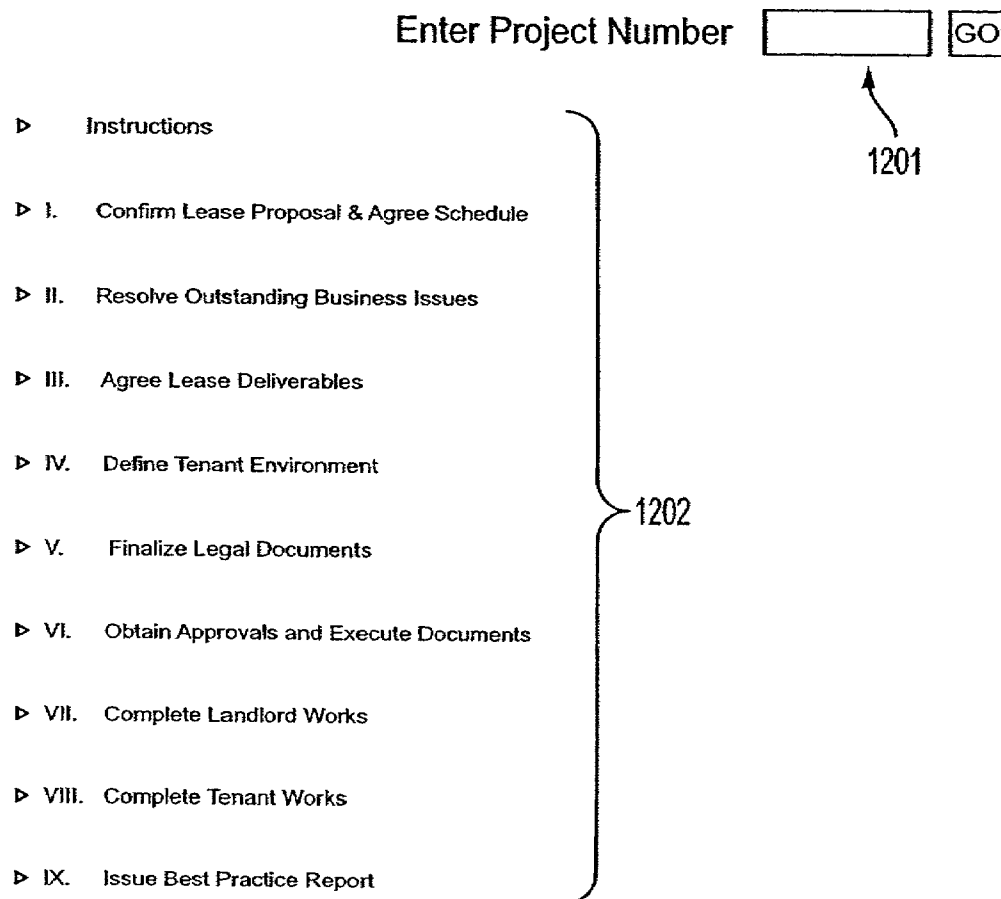 Enter Project Number GO
1201
Instructions
I. Confirm Lease Proposal & Agree Schedule
II. Resolve Outstanding Business Issues
III. Agree Lease Deliverables
IV. Define Tenant Environment
1202
V. Finalize Legal Documents
VI. Obtain Approvals and Execute Documents
VII. Complete Landlord Works
VIII. Complete Tenant Works
IX. Issue Best Practice Report